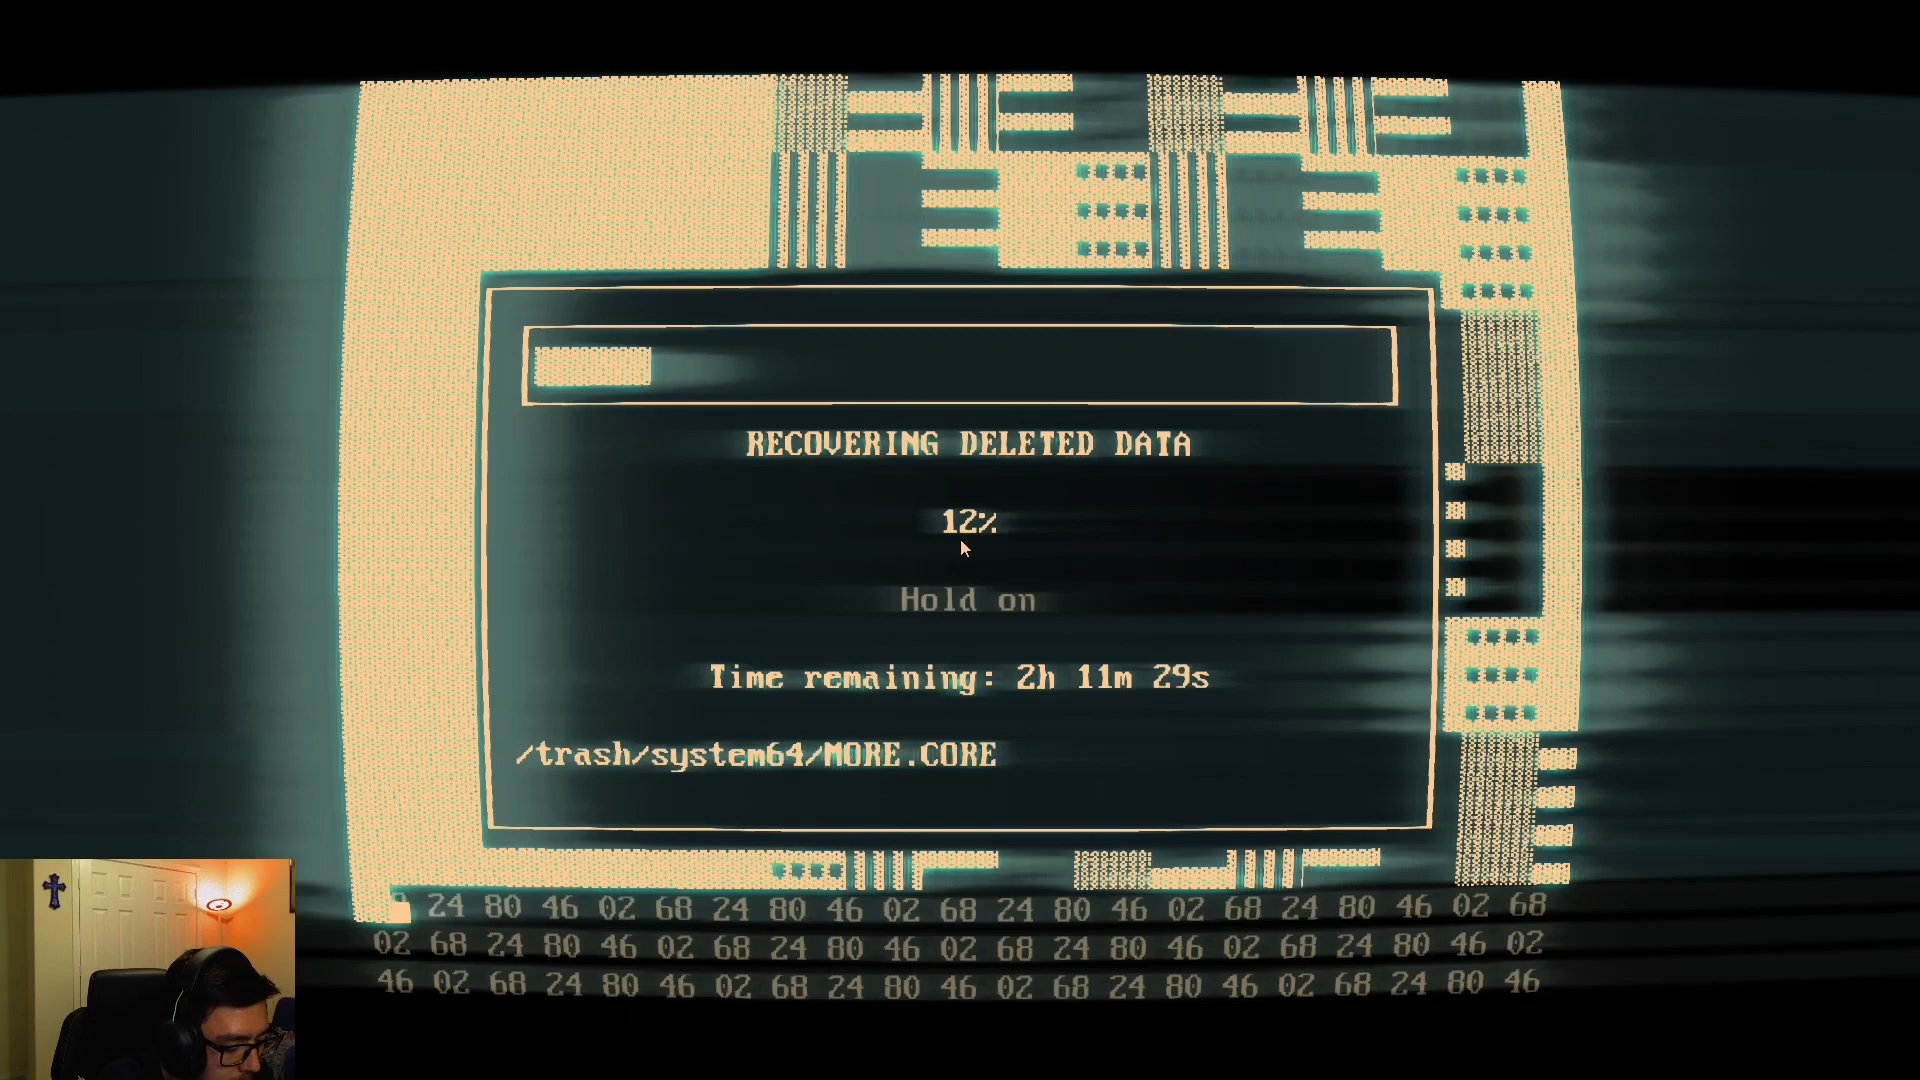 RECOVERING DELETED DATA
12%
Hold on
Time remaining: 2h 11m 29s
/trash/system64/MORE.CORE
24 80 46 02 68 24 80 46 02 68 24 80 46 02 68 24 80 46 02 68
02 68 24 80 46 02 68 24 80 46 02 68 24 80 46 02 68 24 80 46 02
46 02 68 24 80 46 02 68 24 80 46 02 68 24 80 46 02 68 24 80 46